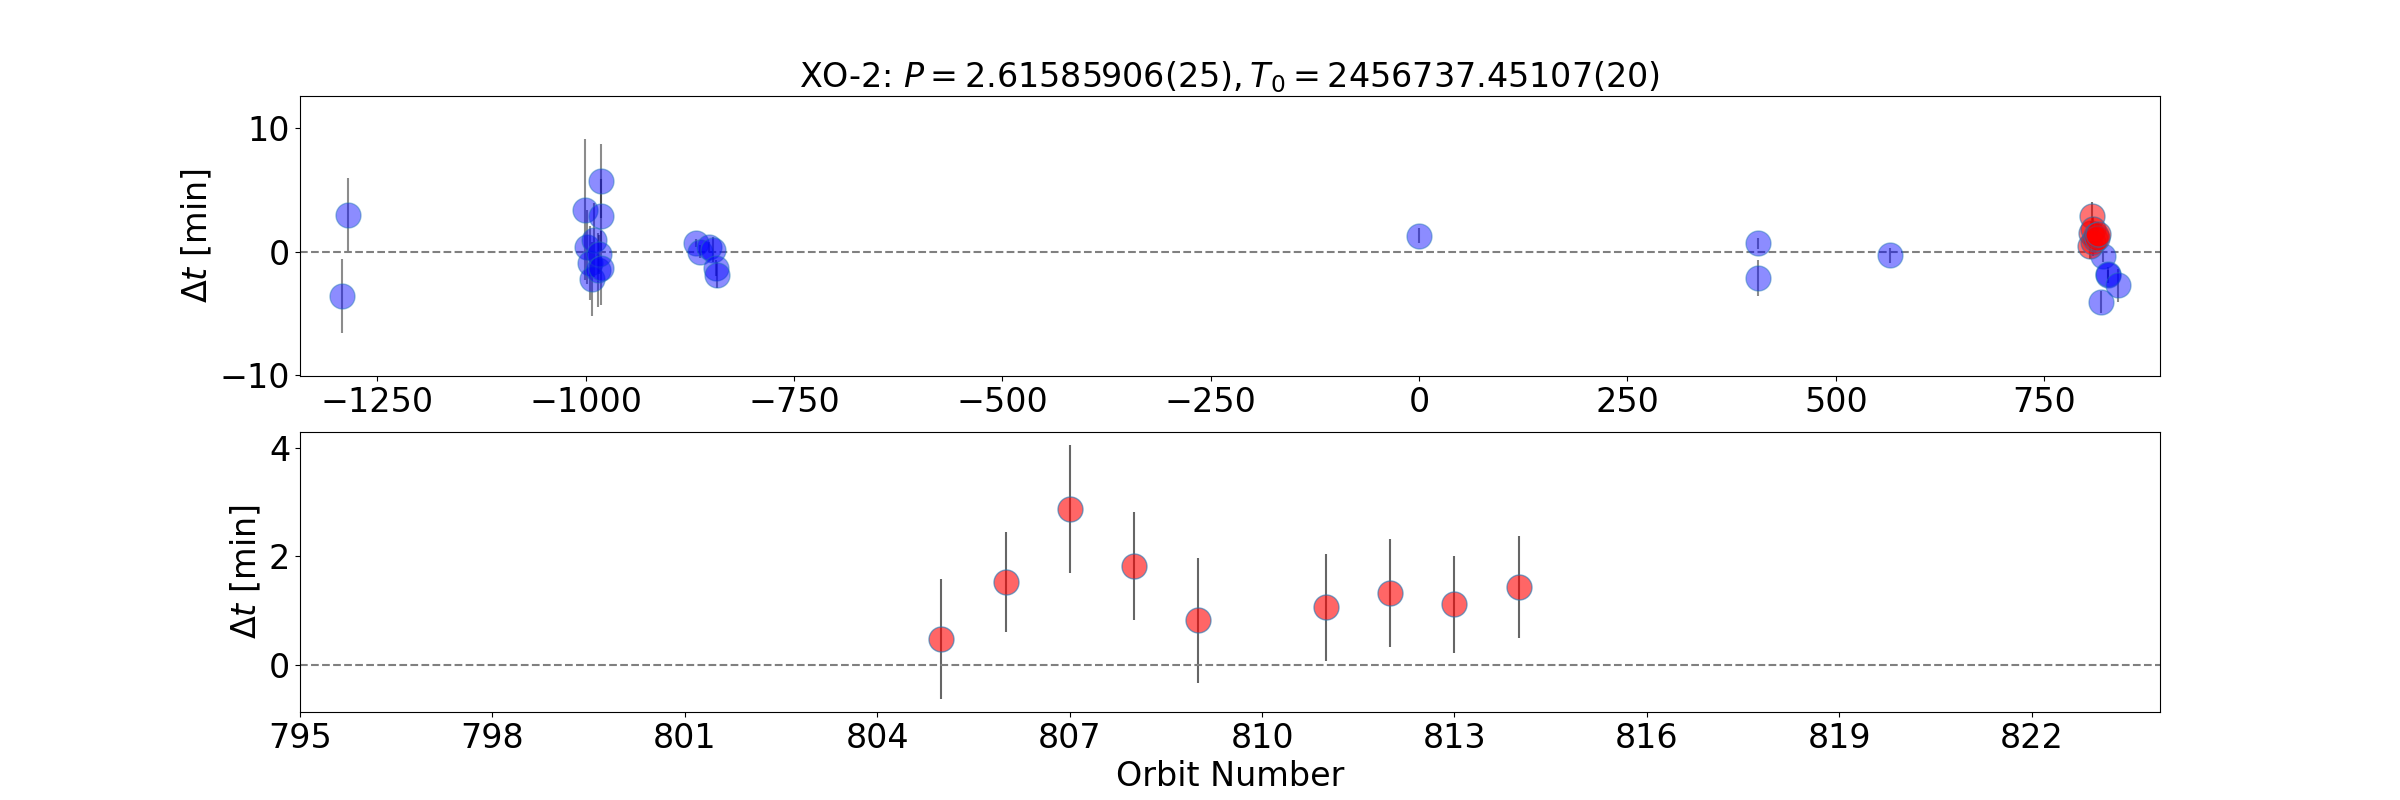 XO-2: P = 2.61585906(25), T₀ = 2456737.45107(20)
Δt [min]
10
0
−10
−1250 −1000 −750 −500 −250 0 250 500 750
Δt [min]
4
2
0
795 798 801 804 807 810 813 816 819 822
Orbit Number